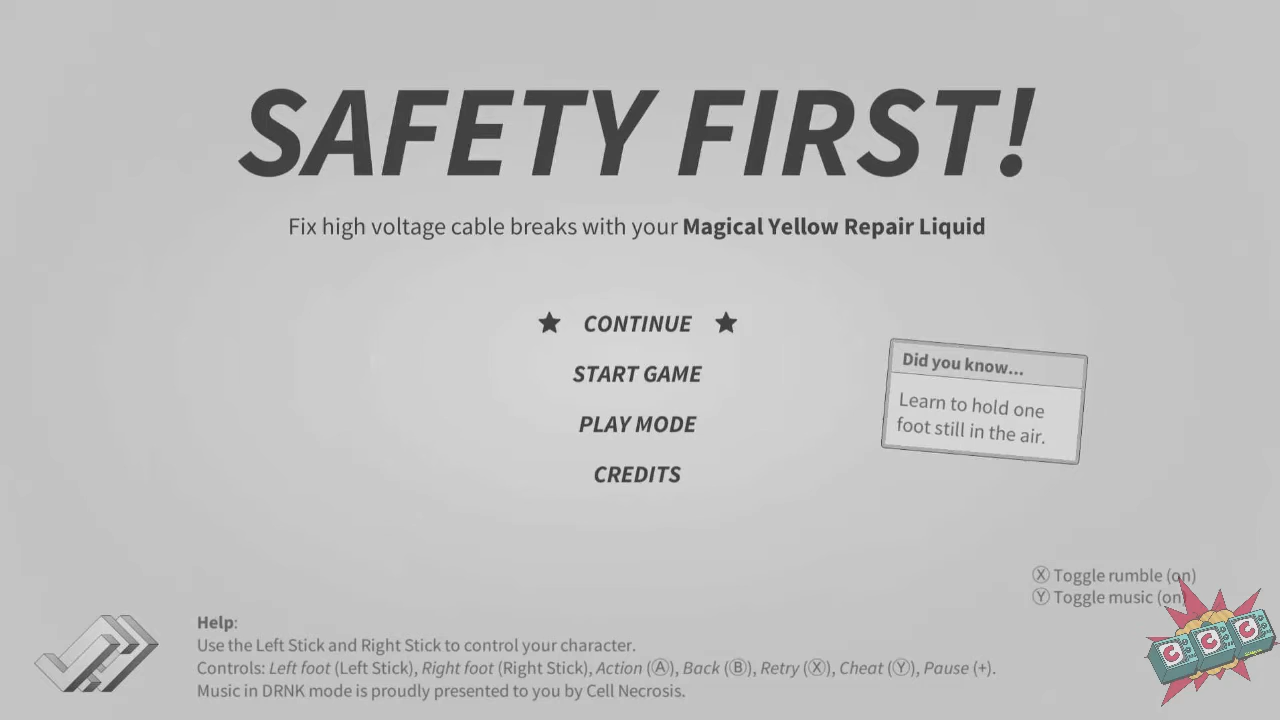 SAFETY FIRST!
Fix high voltage cable breaks with your Magical Yellow Repair Liquid
CONTINUE
START GAME
PLAY MODE
CREDITS
Did you know...
Learn to hold one
foot still in the air.
Ⓧ Toggle rumble (on)
Ⓨ Toggle music (on)
Help:
Use the Left Stick and Right Stick to control your character.
Controls: Left foot (Left Stick), Right foot (Right Stick), Action (Ⓐ), Back (Ⓑ), Retry (Ⓧ), Cheat (Ⓨ), Pause (+).
Music in DRNK mode is proudly presented to you by Cell Necrosis.
C C C